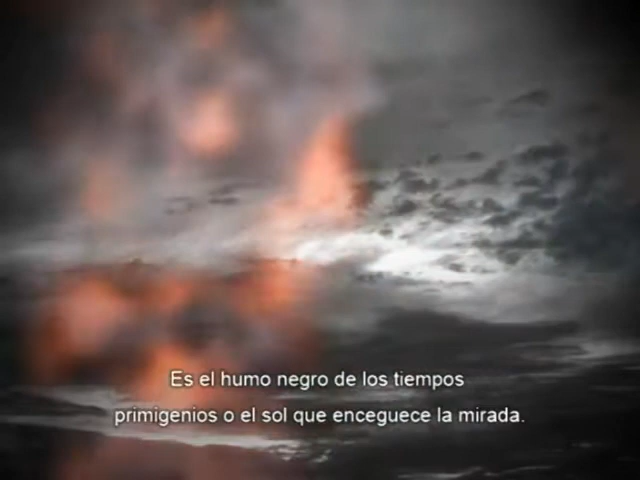 Es el humo negro de los tiempos
primigenios o el sol que enceguece la mirada.